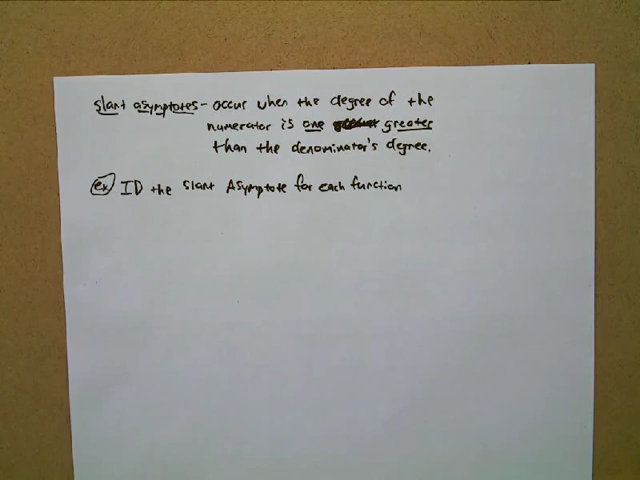 slant asymptotes - occur when the degree of the
numerator is one greater
than the denominator's degree.
ex ID the slant Asymptote for each function